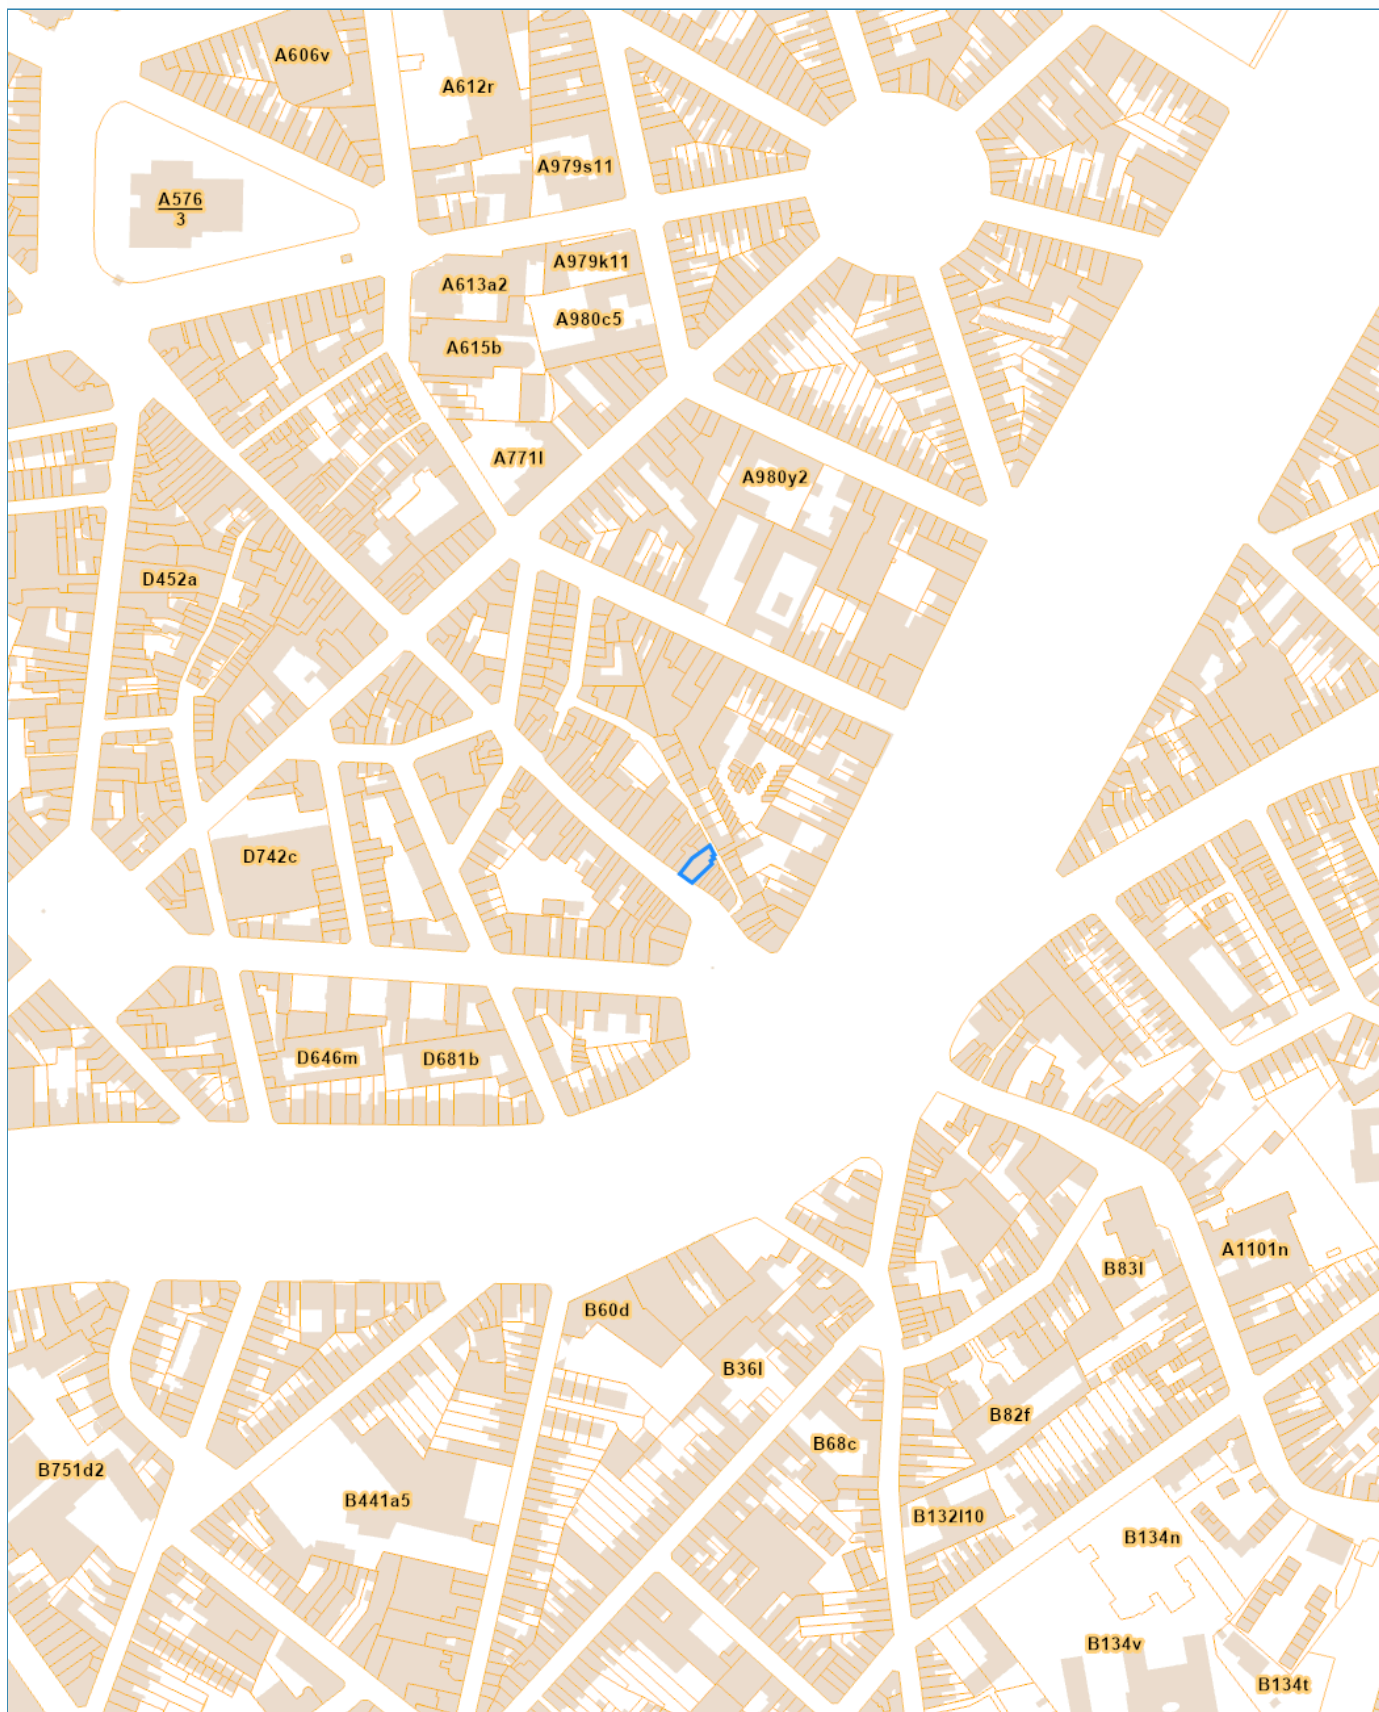 A606v
A612r
A979s11
A576
3
A979k11
A613a2
A980c5
A615b
A771l
A980y2
D452a
D742c
D646m
D681b
A1101n
B83l
B60d
B36l
B82f
B68c
B751d2
B441a5
B132l10
B134n
B134v
B134t